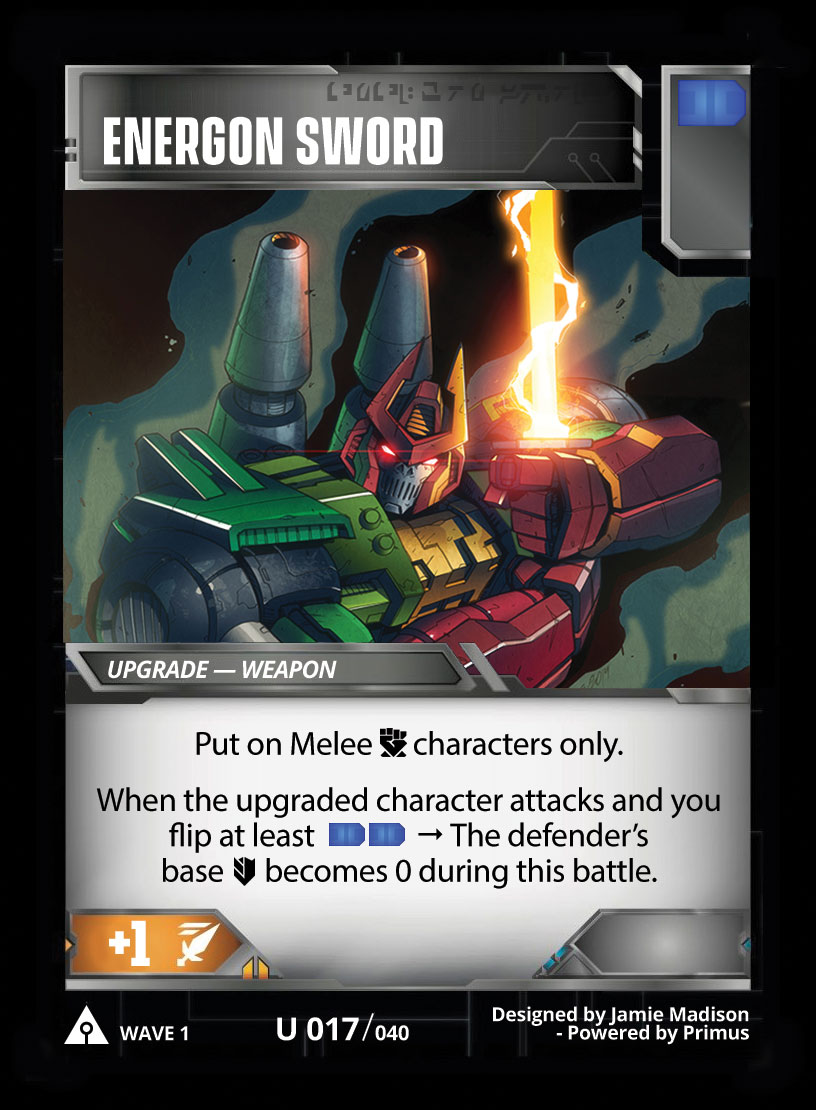 ENERGON SWORD
UPGRADE — WEAPON
Put on Melee characters only.
When the upgraded character attacks and you
flip at least → The defender’s
base becomes 0 during this battle.
+1
WAVE 1
U 017/040
Designed by Jamie Madison
- Powered by Primus